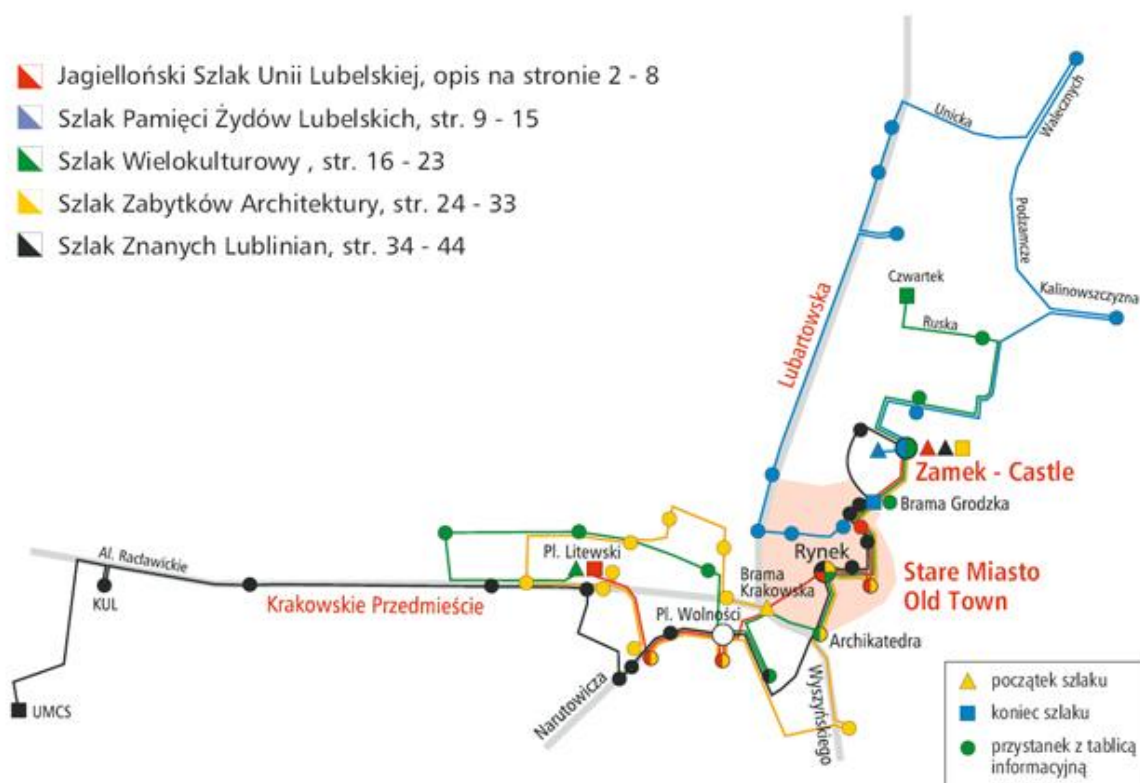 Jagielloński Szlak Unii Lubelskiej, opis na stronie 2 - 8
Szlak Pamięci Żydów Lubelskich, str. 9 - 15
Szlak Wielokulturowy , str. 16 - 23
Szlak Zabytków Architektury, str. 24 - 33
Szlak Znanych Lublinian, str. 34 - 44
Unicka
Walecznych
Podzamcze
Kalinowszczyzna
Czwartek
Ruska
Lubartowska
Zamek - Castle
Brama Grodzka
Rynek
Stare Miasto
Old Town
Brama
Krakowska
Pl. Litewski
Pl. Wolności
Archikatedra
Al. Racławickie
KUL
Krakowskie Przedmieście
UMCS
Narutowicza
Wyszyńskiego
początek szlaku
koniec szlaku
przystanek z tablicą
informacyjną